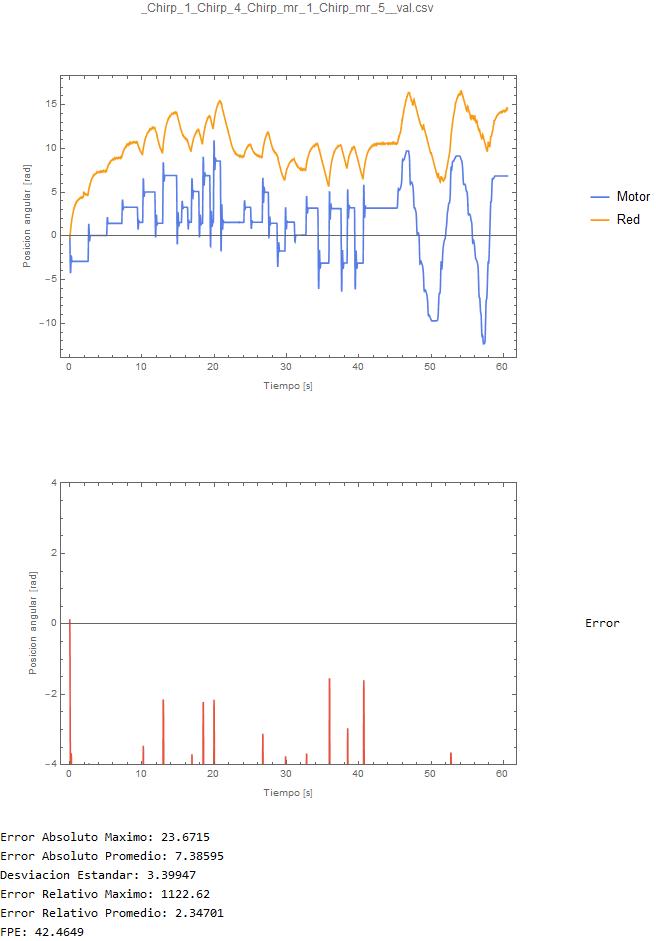 _Chirp_1_Chirp_4_Chirp_mr_1_Chirp_mr_5__val.csv
Posicion angular [rad]
15
10
5
0
-5
-10
0 10 20 30 40 50 60
Tiempo [s]
Motor
Red
Posicion angular [rad]
4
2
0
-2
-4
0 10 20 30 40 50 60
Tiempo [s]
Error
Error Absoluto Maximo: 23.6715
Error Absoluto Promedio: 7.38595
Desviacion Estandar: 3.39947
Error Relativo Maximo: 1122.62
Error Relativo Promedio: 2.34701
FPE: 42.4649